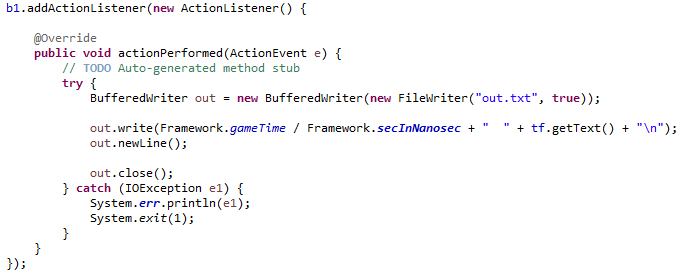 b1.addActionListener(new ActionListener() {
@Override
public void actionPerformed(ActionEvent e) {
// TODO Auto-generated method stub
try {
BufferedWriter out = new BufferedWriter(new FileWriter("out.txt", true));
out.write(Framework.gameTime / Framework.secInNanosec + "  " + tf.getText() + "\n");
out.newLine();
out.close();
} catch (IOException e1) {
System.err.println(e1);
System.exit(1);
}
}
});